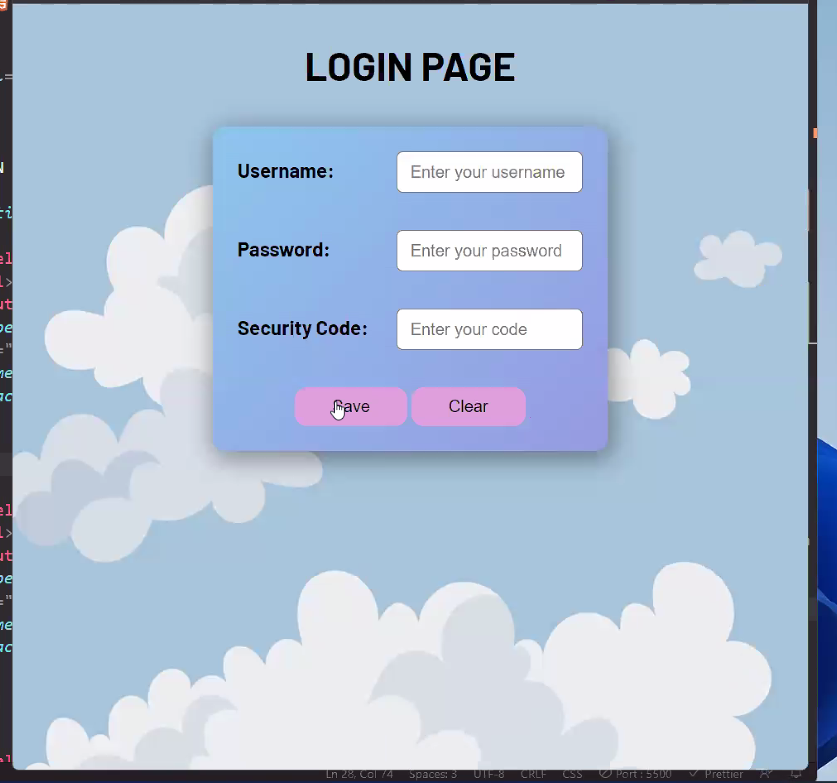 LOGIN PAGE
Username: Enter your username
Password: Enter your password
Security Code: Enter your code
Save Clear
Ln 28, Col 74 Spaces: 3 UTF-8 CRLF CSS Port : 5500 Prettier